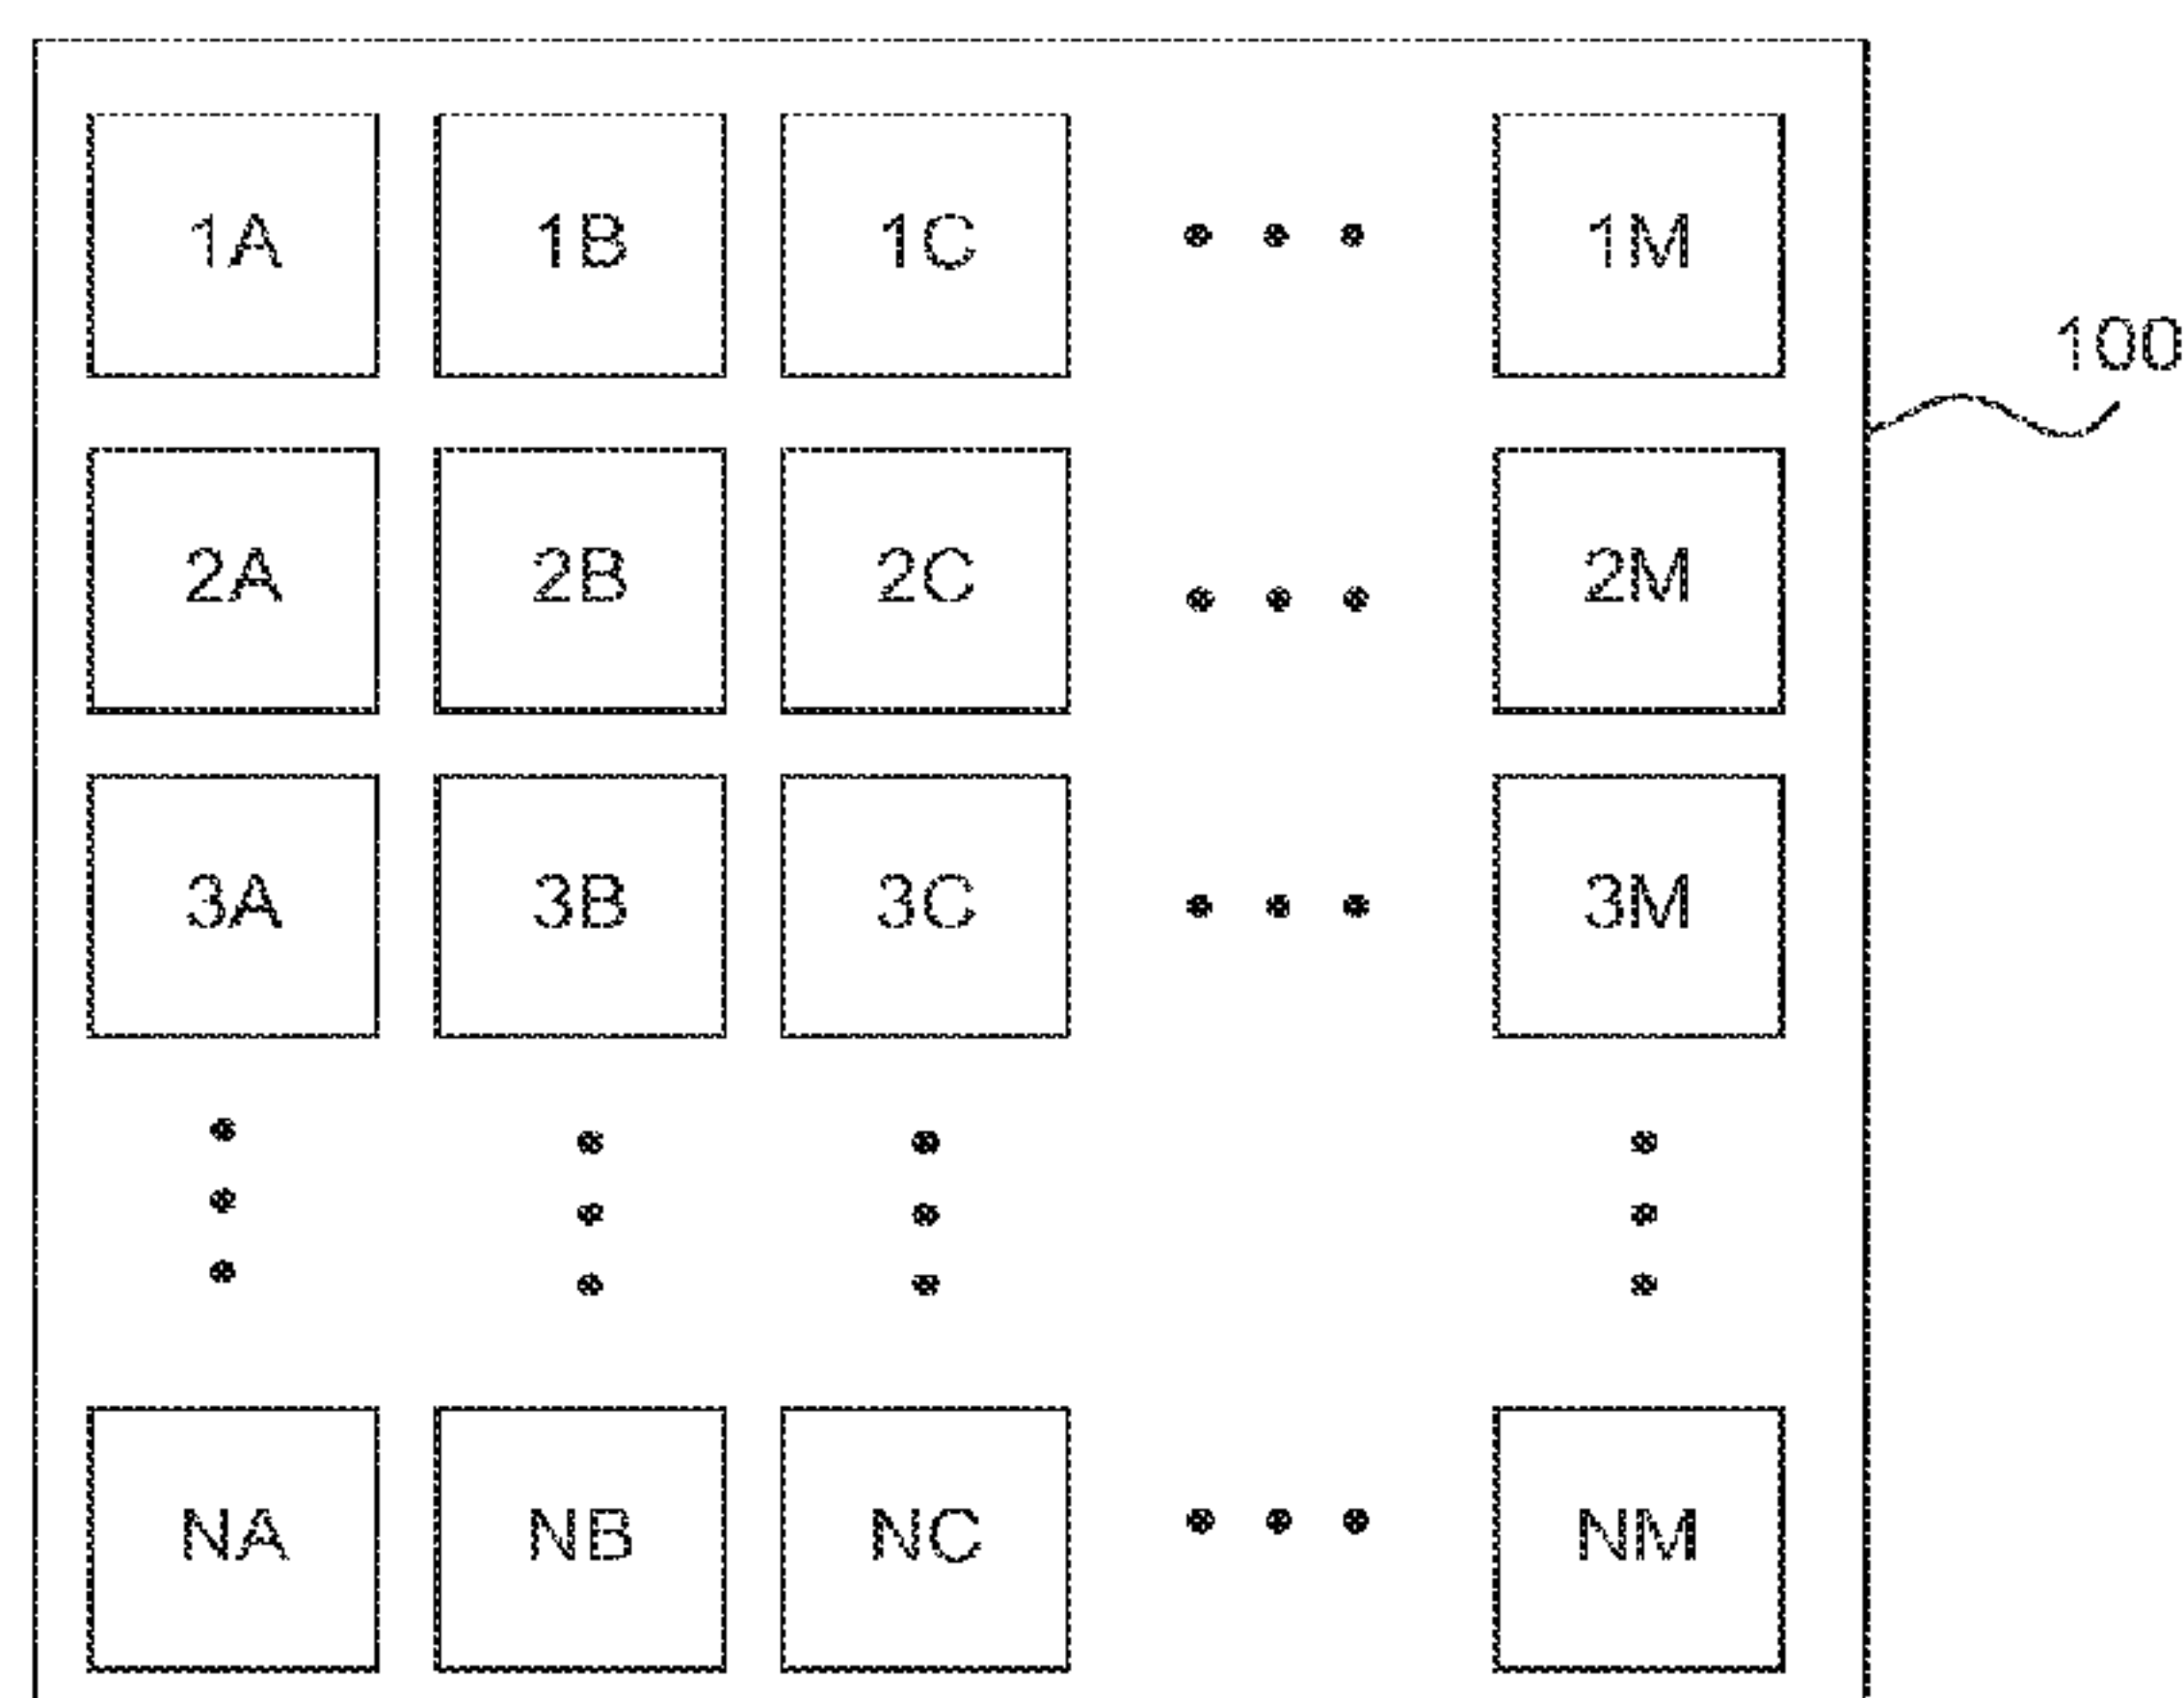 1A 1B 1C • • • 1M
100
2A 2B 2C • • • 2M
3A 3B 3C • • • 3M
NA NB NC • • • NM